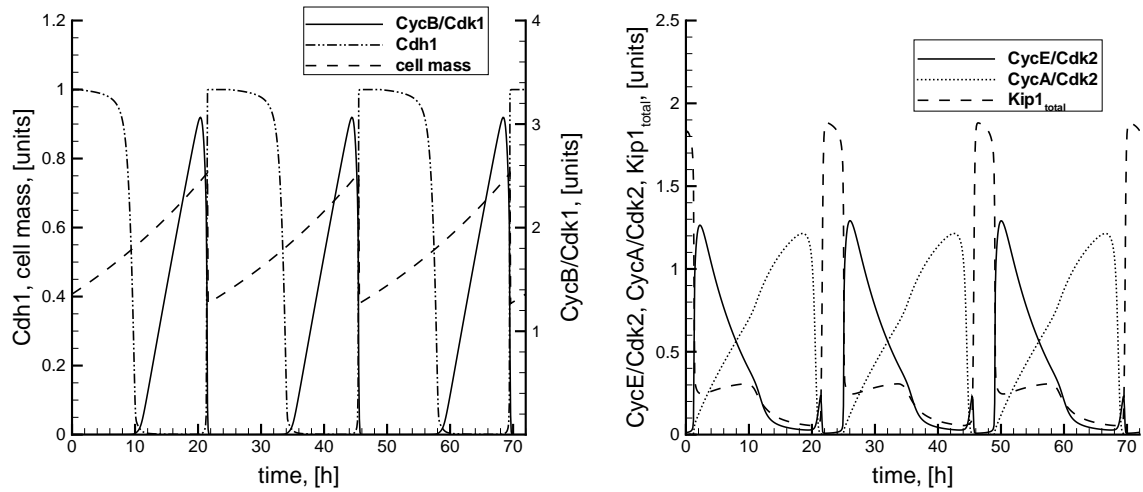 CycB/Cdk1
Cdh1
cell mass
Cdh1, cell mass, [units]
1.2
1
0.8
0.6
0.4
0.2
0
4
3
2
1
CycB/Cdk1, [units]
0 10 20 30 40 50 60 70
time, [h]
CycE/Cdk2
CycA/Cdk2
Kip1total
CycE/Cdk2, CycA/Cdk2, Kip1total, [units]
2.5
2
1.5
1
0.5
0
0 10 20 30 40 50 60 70
time, [h]